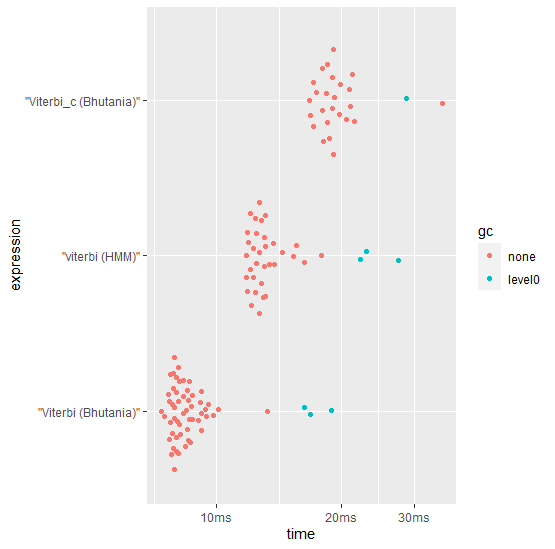 "Viterbi_c (Bhutania)"
"viterbi (HMM)"
"Viterbi (Bhutania)"
expression
10ms
20ms
30ms
time
gc
none
level0